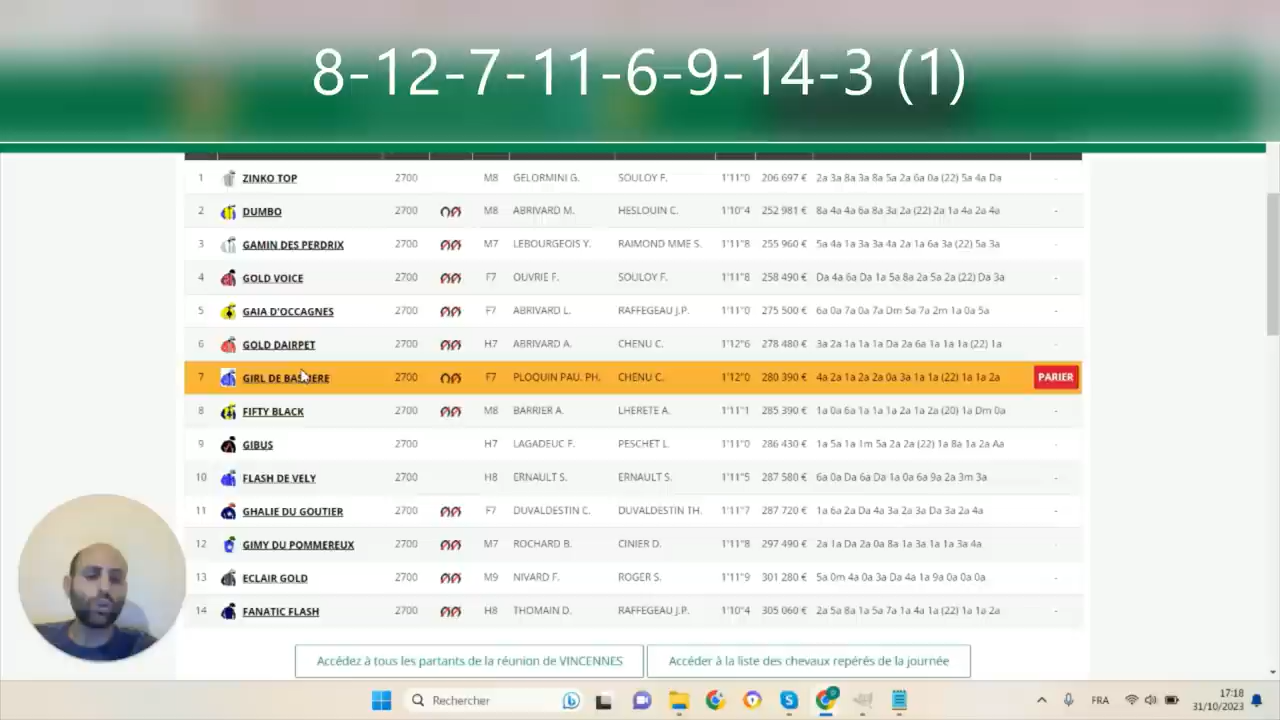 8-12-7-11-6-9-14-3 (1)
1 ZINKO TOP 2700 M8 GELORMINI G. SOULOY F. 1'11"0 206 697 € 2a 3a 8a 3a 8a 5a 2a 6a 0a (22) 5a 4a Da -
2 DUMBO 2700 M8 ABRIVARD M. HESLOUIN C. 1'10"4 252 981 € 8a 4a 4a 6a 8a 3a 2a (22) 2a 1a 4a 2a 4a -
3 GAMIN DES PERDRIX 2700 M7 LEBOURGEOIS Y. RAIMOND MME S. 1'11"8 255 960 € 5a 4a 1a 3a 3a 4a 2a 1a 6a 3a (22) 5a 3a -
4 GOLD VOICE 2700 F7 OUVRIE F. SOULOY F. 1'11"8 258 490 € Da 4a 6a Da 1a 5a 8a 2a 5a 2a (22) Da 3a -
5 GAIA D'OCCAGNES 2700 F7 ABRIVARD L. RAFFEGEAU J.P. 1'11"0 275 500 € 6a 0a 7a 0a 7a Dm 5a 7a 2m 1a 0a 5a -
6 GOLD DAIRPET 2700 H7 ABRIVARD A. CHENU C. 1'12"6 278 480 € 3a 2a 1a 1a 1a Da 2a 6a 1a 1a 1a (22) 1a -
7 GIRL DE BASSIERE 2700 F7 PLOQUIN PAU. PH. CHENU C. 1'12"0 280 390 € 4a 2a 1a 2a 2a 0a 3a 1a 1a (22) 1a 1a 2a PARIER
8 FIFTY BLACK 2700 M8 BARRIER A. LHERETE A. 1'11"1 285 390 € 1a 0a 6a 1a 1a 1a 2a 1a 2a (20) 1a Dm 0a -
9 GIBUS 2700 H7 LAGADEUC F. PESCHET L. 1'11"0 286 430 € 1a 5a 1a 1m 5a 2a 2a (22) 1a 8a 1a 2a Aa -
10 FLASH DE VELY 2700 H8 ERNAULT S. ERNAULT S. 1'11"5 287 580 € 6a 0a Da 6a Da 1a 0a 6a 9a 2a 3m 3a -
11 GHALIE DU GOUTIER 2700 F7 DUVALDESTIN C. DUVALDESTIN TH. 1'11"7 287 720 € 1a 6a 2a Da 4a 3a 2a 3a Da 3a 2a 4a -
12 GIMY DU POMMEREUX 2700 M7 ROCHARD B. CINIER D. 1'11"8 297 490 € 2a 1a Da 2a 0a 8a 1a 3a 1a 1a 3a 4a -
13 ECLAIR GOLD 2700 M9 NIVARD F. ROGER S. 1'11"9 301 280 € 5a 0m 4a 0a 3a Da 4a 1a 9a 0a 0a 0a -
14 FANATIC FLASH 2700 H8 THOMAIN D. RAFFEGEAU J.P. 1'10"4 305 060 € 2a 5a 8a 1a 5a 7a 1a 4a 1a (22) 1a 1a 2a -
Accédez à tous les partants de la réunion de VINCENNES
Accéder à la liste des chevaux repérés de la journée
Rechercher
FRA
17:18
31/10/2023